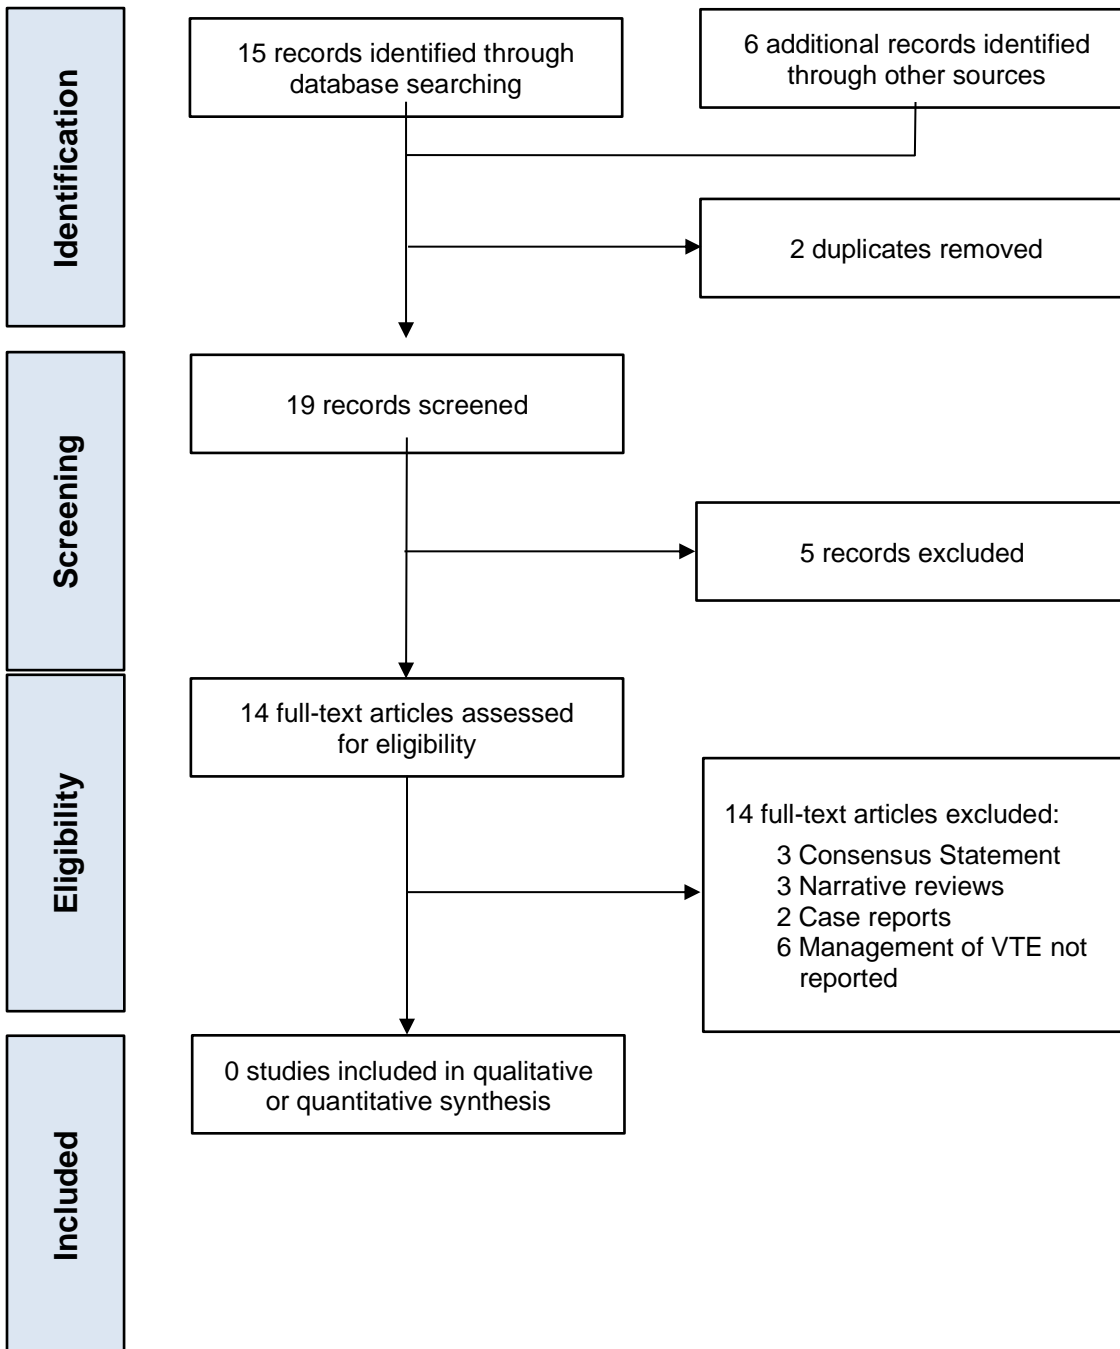 Identification
15 records identified through
database searching
6 additional records identified
through other sources
2 duplicates removed
Screening
19 records screened
5 records excluded
Eligibility
14 full-text articles assessed
for eligibility
14 full-text articles excluded:
3 Consensus Statement
3 Narrative reviews
2 Case reports
6 Management of VTE not
reported
Included
0 studies included in qualitative
or quantitative synthesis